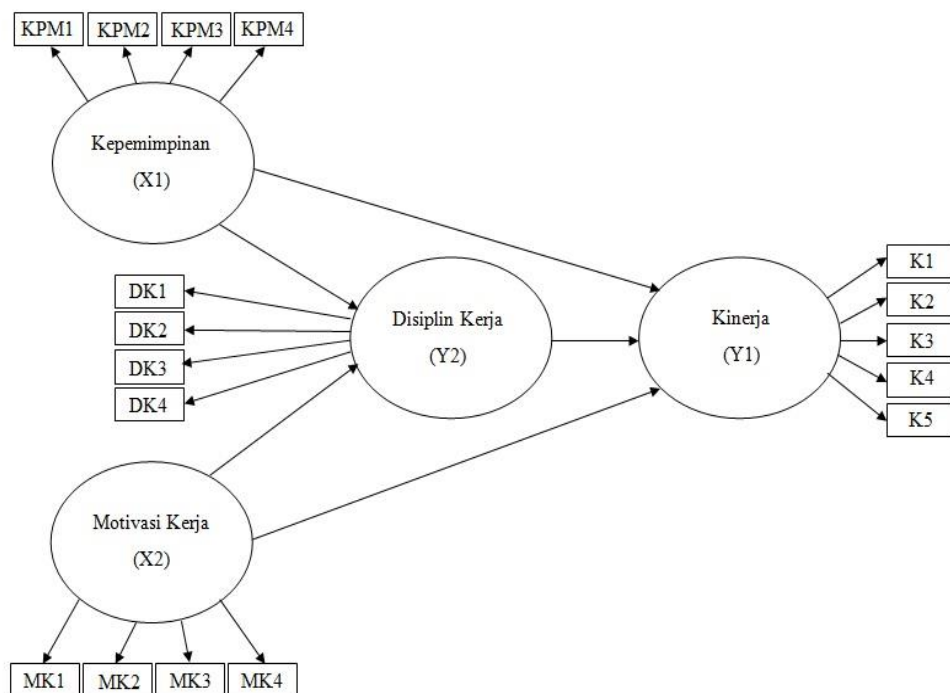 KPM1
KPM2
KPM3
KPM4
Kepemimpinan
(X1)
DK1
DK2
DK3
DK4
Disiplin Kerja
(Y2)
Kinerja
(Y1)
K1
K2
K3
K4
K5
Motivasi Kerja
(X2)
MK1
MK2
MK3
MK4